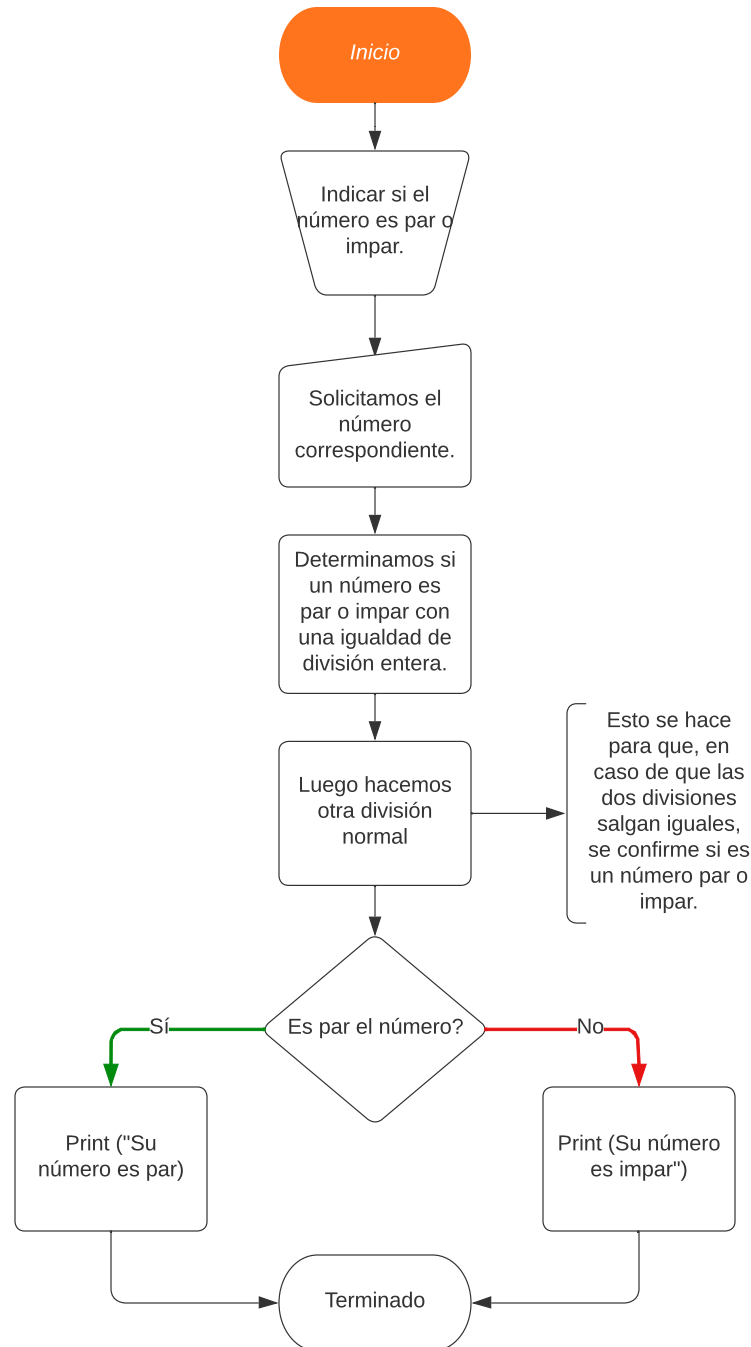 Inicio
Indicar si el
número es par o
impar.
Solicitamos el
número
correspondiente.
Determinamos si
un número es
par o impar con
una igualdad de
división entera.
Luego hacemos
otra división
normal
Esto se hace
para que, en
caso de que las
dos divisiones
salgan iguales,
se confirme si es
un número par o
impar.
Es par el número?
Sí
No
Print ("Su
número es par)
Print (Su número
es impar")
Terminado